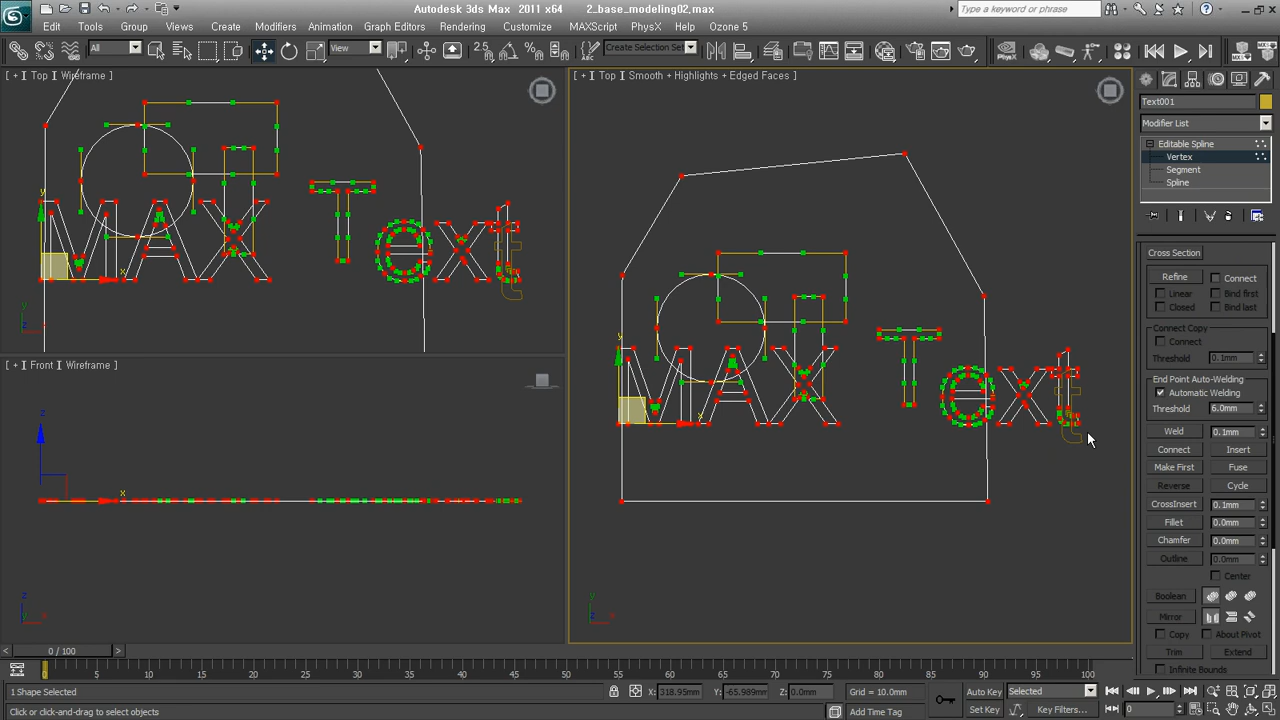 Autodesk 3ds Max 2011 x64 2_base_modeling02.max
Type a keyword or phrase
Edit Tools Group Views Create Modifiers Animation Graph Editors Rendering Customize MAXScript PhysX Help Ozone 5
All View 2.5 Create Selection Set
[ + ] Top | Wireframe ]
[ + ] Top | Smooth + Highlights + Edged Faces ]
[ + ] Front | Wireframe ]
MAX Text
MAX Text
Text001
Modifier List
Editable Spline
Vertex
Segment
Spline
Cross Section
Refine Connect
Linear Bind first
Closed Bind last
Connect Copy
Connect
Threshold 0.1mm
End Point Auto-Welding
Automatic Welding
Threshold 6.0mm
Weld 0.1mm
Connect Insert
Make First Fuse
Reverse Cycle
CrossInsert 0.1mm
Fillet 0.0mm
Chamfer 0.0mm
Outline 0.0mm
Center
Boolean
Mirror
Copy About Pivot
Trim Extend
Infinite Bounds
0 / 100
0 5 10 15 20 25 30 35 40 45 50 55 60 65 70 75 80 85 90 95 100
1 Shape Selected X: 318.95mm Y: -65.989mm Z: 0.0mm Grid = 10.0mm Auto Key Selected
Click or click-and-drag to select objects Add Time Tag Set Key Key Filters... 0